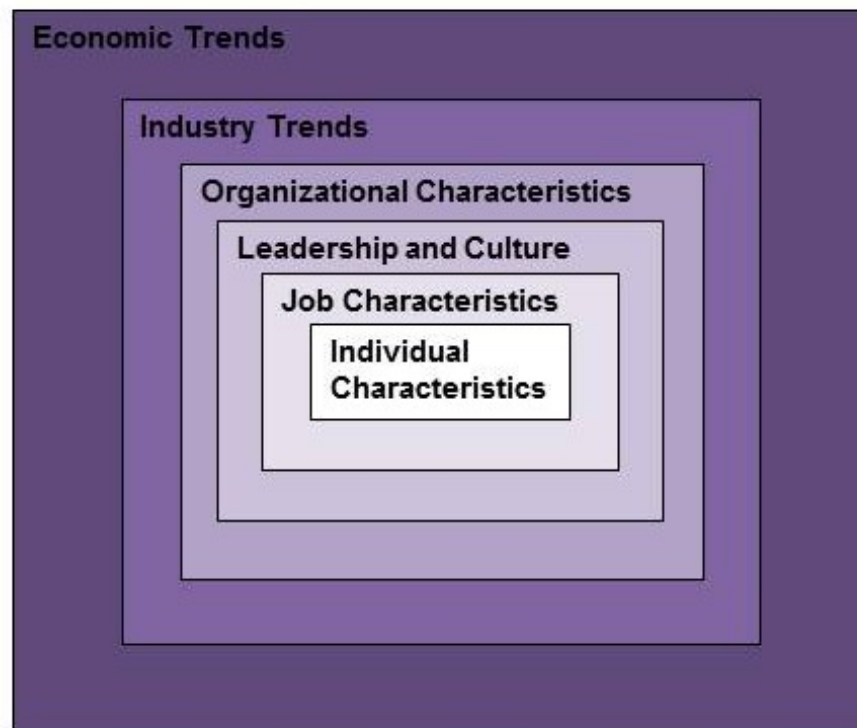 Economic Trends
Industry Trends
Organizational Characteristics
Leadership and Culture
Job Characteristics
Individual
Characteristics